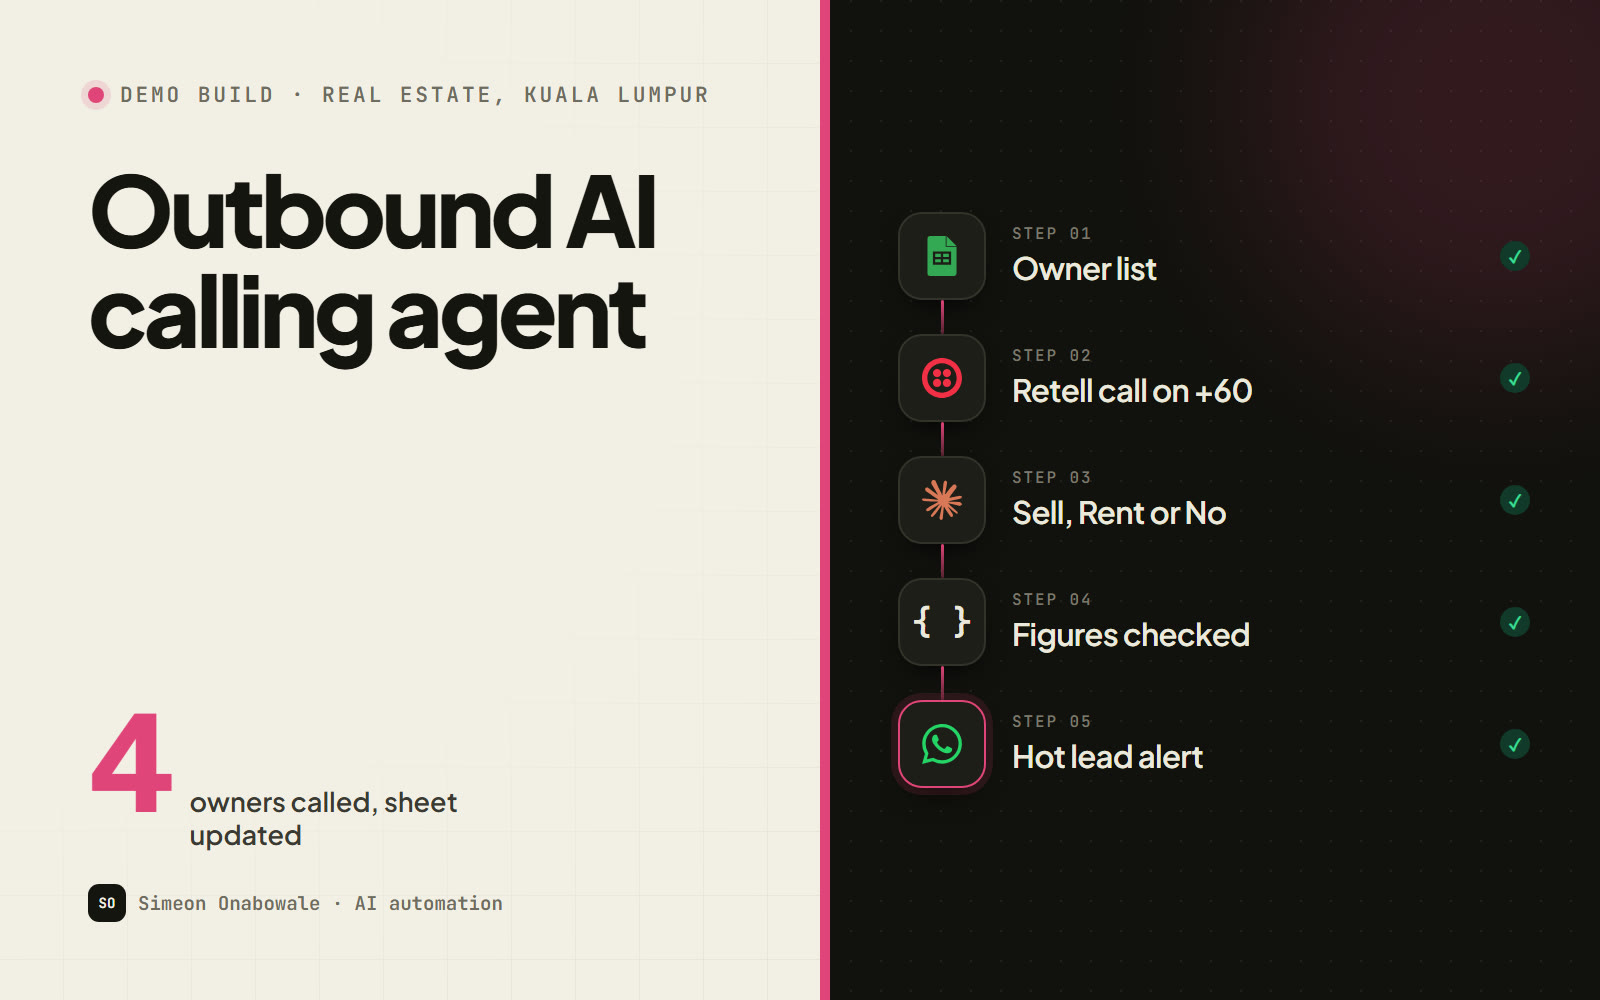 DEMO BUILD · REAL ESTATE, KUALA LUMPUR
Outbound AI
calling agent
4
owners called, sheet
updated
SO
Simeon Onabowale · AI automation
STEP 01
Owner list
✓
STEP 02
Retell call on +60
✓
STEP 03
Sell, Rent or No
✓
{ }
STEP 04
Figures checked
✓
STEP 05
Hot lead alert
✓